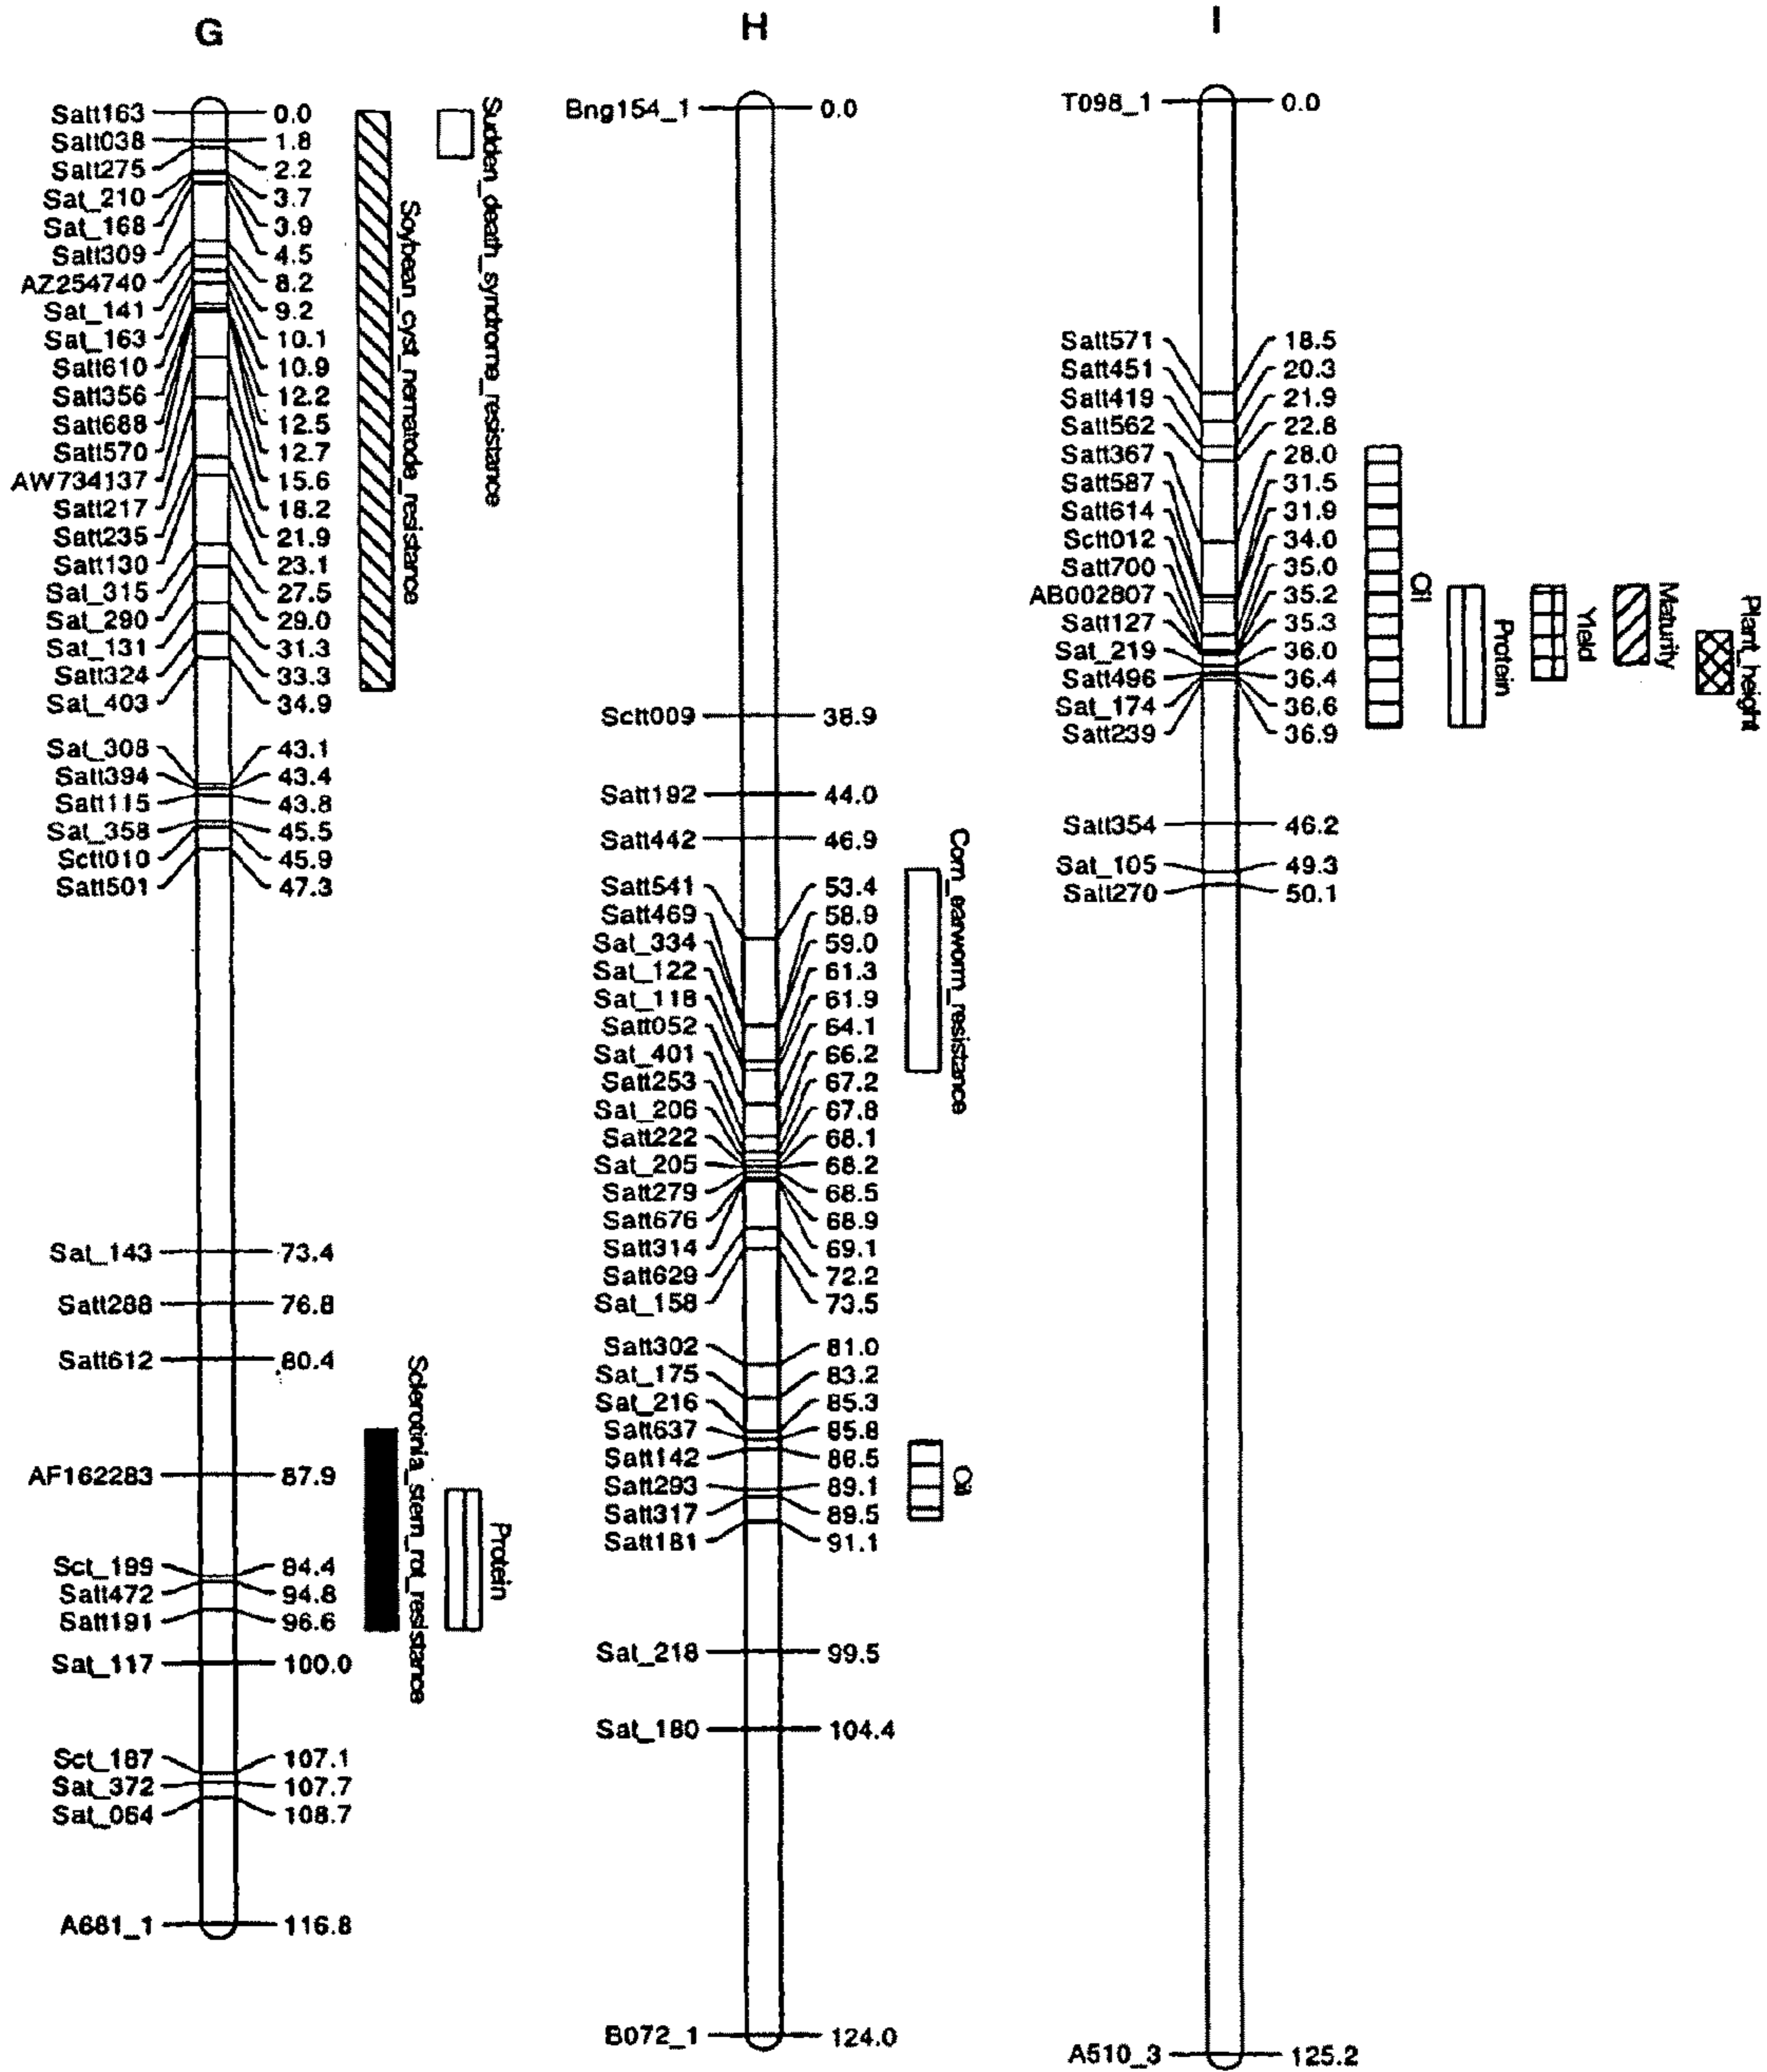 G
Satt163 0.0
Satt038 1.8
Satt275 2.2
Sat_210 3.7
Sat_168 3.9
Satt309 4.5
AZ254740 8.2
Sat_141 9.2
Sat_163 10.1
Satt610 10.9
Satt356 12.2
Satt688 12.5
Satt570 12.7
AW734137 15.6
Satt217 18.2
Satt235 21.9
Satt130 23.1
Sat_315 27.5
Sat_290 29.0
Sat_131 31.3
Satt324 33.3
Sat_403 34.9
Sat_308 43.1
Satt394 43.4
Satt115 43.8
Sat_358 45.5
Sctt010 45.9
Satt501 47.3
Sat_143 73.4
Satt288 76.8
Satt612 80.4
AF162283 87.9
Sct_199 94.4
Satt472 94.8
Satt191 96.6
Sat_117 100.0
Sct_187 107.1
Sat_372 107.7
Sat_064 108.7
A681_1 116.8
Soybean_cyst_nematode_resistance
Sudden_death_syndrome_resistance
Sclerotinia_stem_rot_resistance
Protein
H
Bng154_1 0.0
Sctt009 38.9
Satt192 44.0
Satt442 46.9
Satt541 53.4
Satt469 58.9
Sat_334 59.0
Sat_122 61.3
Sat_118 61.9
Satt052 64.1
Sat_401 66.2
Satt253 67.2
Sat_206 67.8
Satt222 68.1
Sat_205 68.2
Satt279 68.5
Satt676 68.9
Satt314 69.1
Satt629 72.2
Sat_158 73.5
Satt302 81.0
Sat_175 83.2
Sat_216 85.3
Satt637 85.8
Satt142 86.5
Satt293 89.1
Satt317 89.5
Satt181 91.1
Sat_218 99.5
Sat_180 104.4
B072_1 124.0
Corn_earworm_resistance
Oil
I
T098_1 0.0
Satt571 18.5
Satt451 20.3
Satt419 21.9
Satt562 22.8
Satt367 28.0
Satt587 31.5
Satt614 31.9
Sctt012 34.0
Satt700 35.0
AB002807 35.2
Satt127 35.3
Sat_219 36.0
Satt496 36.4
Sat_174 36.6
Satt239 36.9
Satt354 46.2
Sat_105 49.3
Satt270 50.1
A510_3 125.2
Oil
Protein
Yield
Maturity
Plant_height